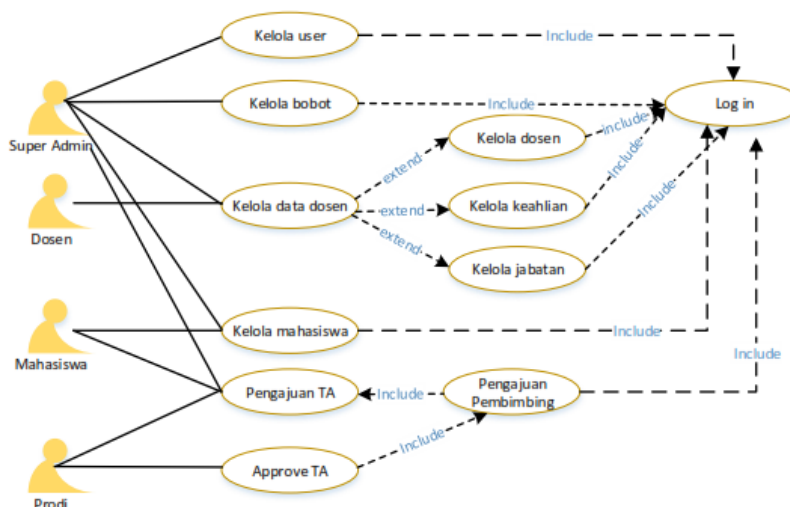 Kelola user
Include
Super Admin
Kelola bobot
Include
Log in
Kelola dosen
include
extend
Dosen
Kelola data dosen
extend
Kelola keahlian
Include
extend
Kelola jabatan
Include
Mahasiswa
Kelola mahasiswa
Include
Pengajuan TA
Include
Pengajuan
Pembimbing
Include
Prodi
Approve TA
Include